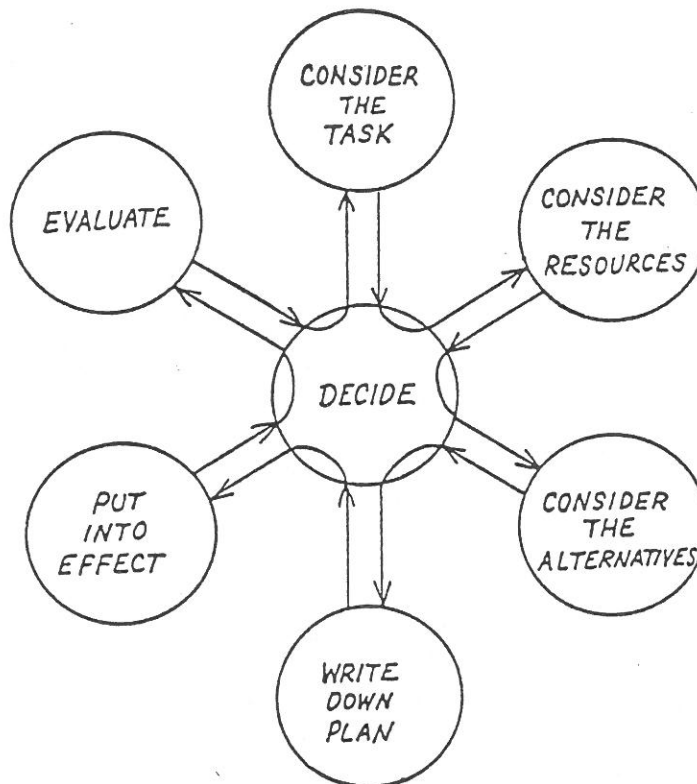 CONSIDER
THE
TASK
CONSIDER
THE
RESOURCES
CONSIDER
THE
ALTERNATIVES
WRITE
DOWN
PLAN
PUT
INTO
EFFECT
EVALUATE
DECIDE